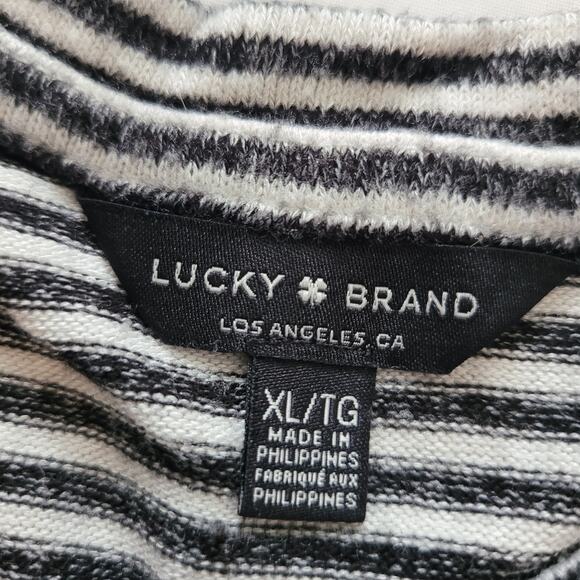 LUCKY BRAND
LOS ANGELES, CA
XL/TG
MADE IN
PHILIPPINES
FABRIQUÉ AUX
PHILIPPINES